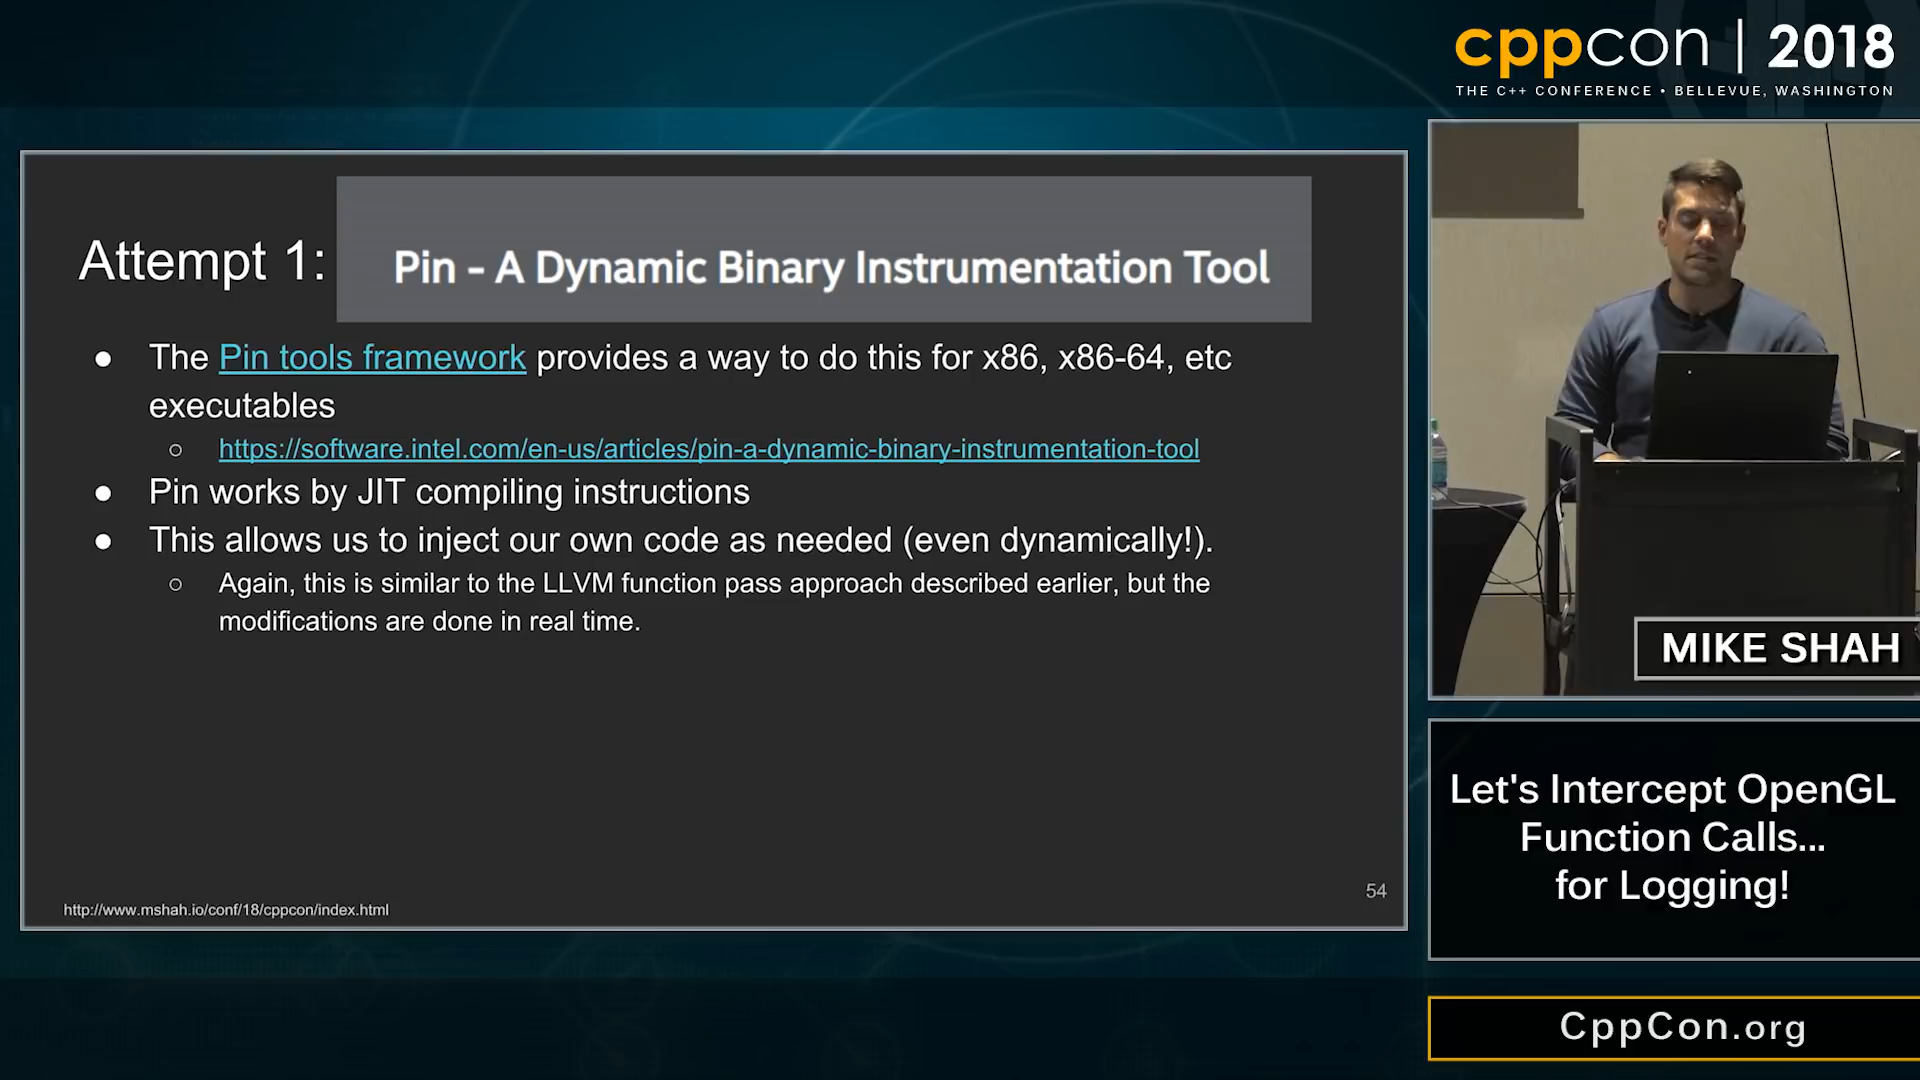 cppcon | 2018
THE C++ CONFERENCE • BELLEVUE, WASHINGTON
Attempt 1:
Pin - A Dynamic Binary Instrumentation Tool
● The Pin tools framework provides a way to do this for x86, x86-64, etc
executables
○ https://software.intel.com/en-us/articles/pin-a-dynamic-binary-instrumentation-tool
● Pin works by JIT compiling instructions
● This allows us to inject our own code as needed (even dynamically!).
○ Again, this is similar to the LLVM function pass approach described earlier, but the
modifications are done in real time.
http://www.mshah.io/conf/18/cppcon/index.html
54
MIKE SHAH
Let's Intercept OpenGL
Function Calls...
for Logging!
CppCon.org